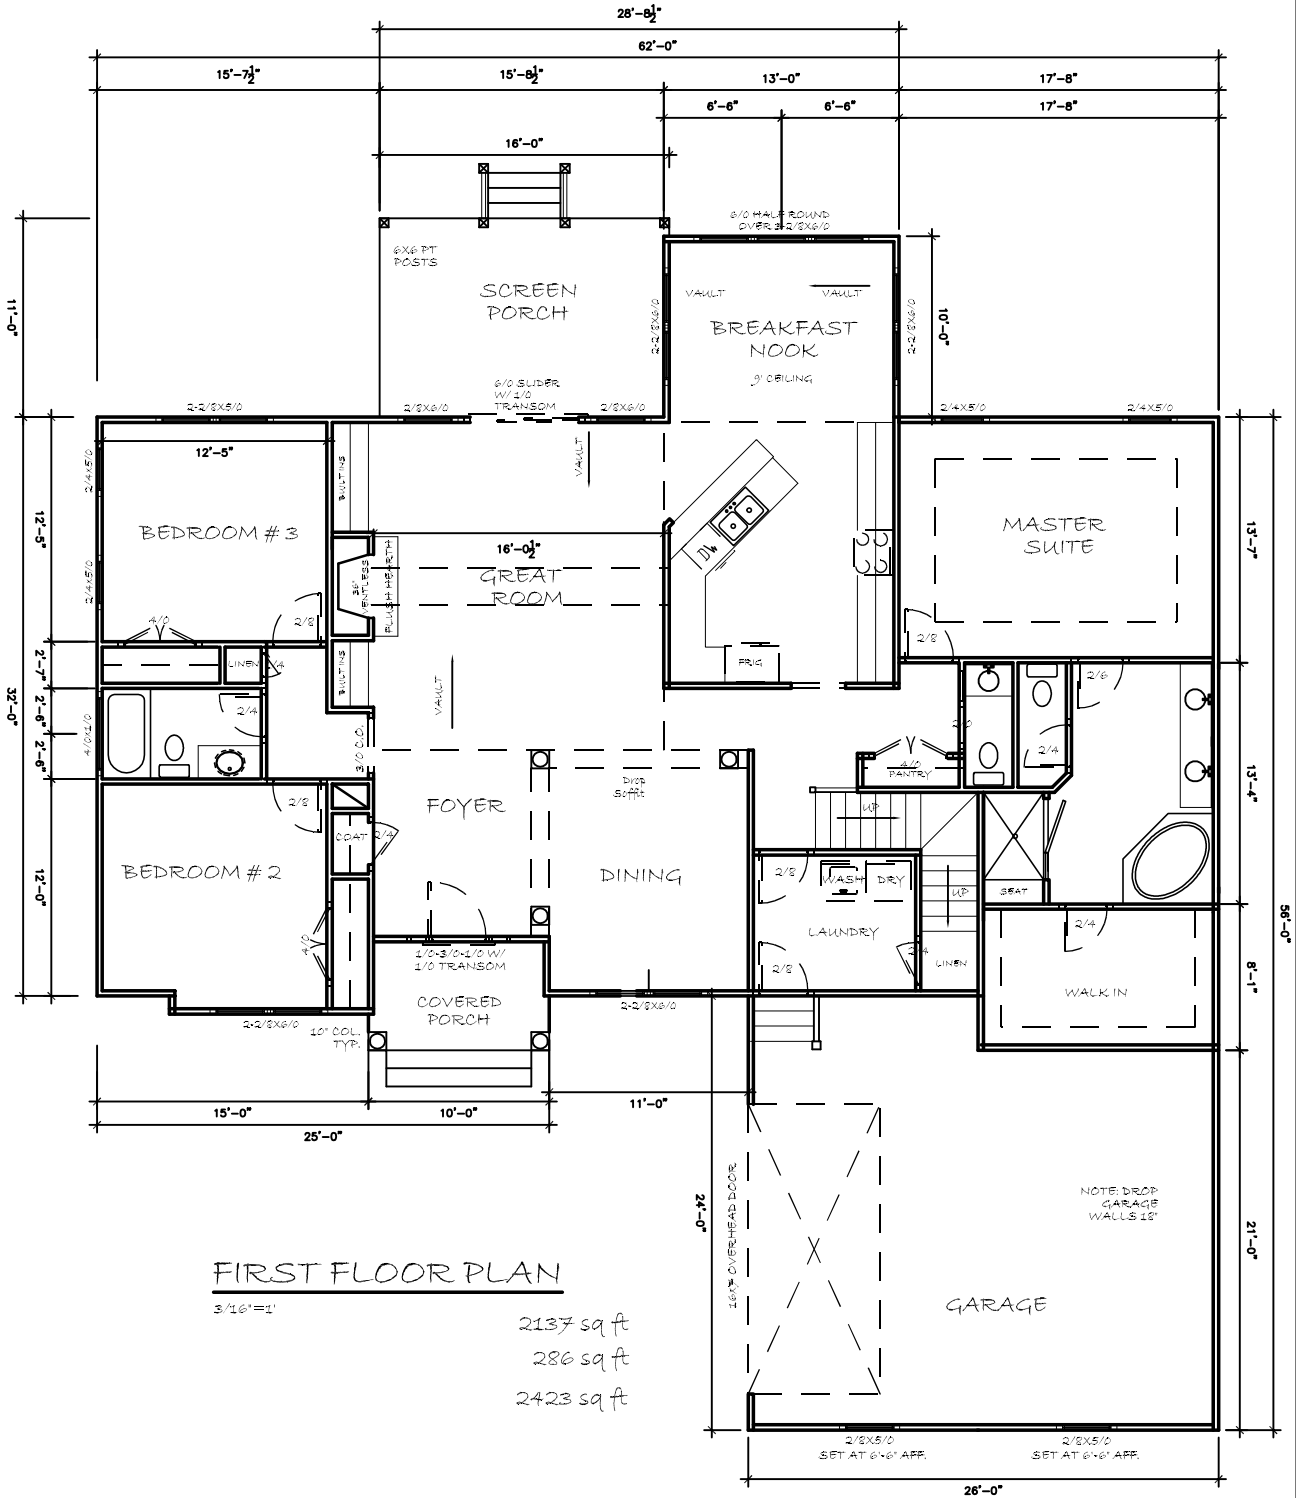 28'-8½"
62'-0"
15'-7½"
15'-8½"
13'-0"
17'-8"
6'-6"
6'-6"
17'-8"
16'-0"
6/0 HALF ROUND
OVER 2-2/8X6/0
6X6 PT
POSTS
SCREEN
PORCH
VAULT
VAULT
BREAKFAST
NOOK
9' CEILING
2-2/8X6/0
2-2/8X6/0
10'-0"
11'-0"
6/0 SLIDER
W/ 1/0
TRANSOM
2-2/8X5/0
2/8X6/0
2/8X6/0
2/4X5/0
2/4X5/0
12'-5"
2/4X5/0
BUILTINS
VAULT
12'-5"
BEDROOM # 3
MASTER
SUITE
13'-7"
16'-0½"
GREAT
ROOM
DW
36"
VENTLESS
FLUSH HEARTH
2/4X5/0
4/0
2/8
2/8
FRIG
2'-7"
LINEN
2/4
BUILTINS
2/6
32'-0"
2'-6"
2/4
VAULT
2/0
4/0X1/0
2'-6"
3/0 C.O.
2/4
4/0
PANTRY
13'-4"
Drop
Soffit
2/8
FOYER
UP
COAT
2/4
BEDROOM # 2
12'-0"
DINING
2/8
WASH
DRY
UP
SEAT
56'-0"
4/0
LAUNDRY
2/4
2/4
1/0-3/0-1/0 W/
1/0 TRANSOM
2/8
LINEN
8'-1"
WALK IN
COVERED
PORCH
2-2/8X6/0
2-2/8X6/0
10" COL.
TYP.
15'-0"
10'-0"
11'-0"
25'-0"
24'-0"
16X7 OVERHEAD DOOR
NOTE: DROP
GARAGE
WALLS 18"
21'-0"
GARAGE
FIRST FLOOR PLAN
3/16"=1'
2137 sq ft
286 sq ft
2423 sq ft
2/8X5/0
SET AT 6'-6" AFF.
2/8X5/0
SET AT 6'-6" AFF.
26'-0"